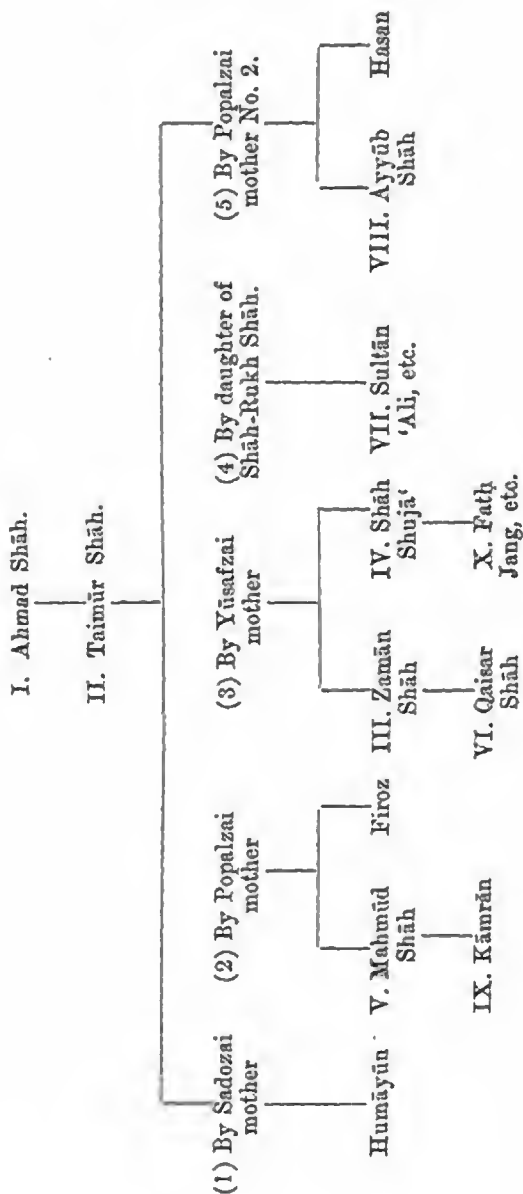 I. Ahmad Shāh.
II. Taimūr Shāh.
(1) By Sadozai
mother
(2) By Popalzai
mother
(3) By Yūsafzai
mother
(4) By daughter of
Shāh-Rukh Shāh.
(5) By Popalzai
mother No. 2.
Humāyūn
V. Mahmūd
Shāh
Firoz
III. Zamān
Shāh
IV. Shāh
Shujā‘
VII. Sultān
‘Ali, etc.
VIII. Ayyūb
Shāh
Hasan
IX. Kāmrān
VI. Qaisar
Shāh
X. Fatḥ
Jang, etc.